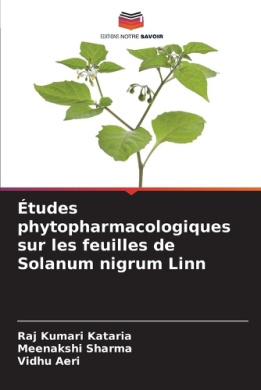 EDITIONS NOTRE SAVOIR
Études
phytopharmacologiques
sur les feuilles de
Solanum nigrum Linn
Raj Kumari Kataria
Meenakshi Sharma
Vidhu Aeri